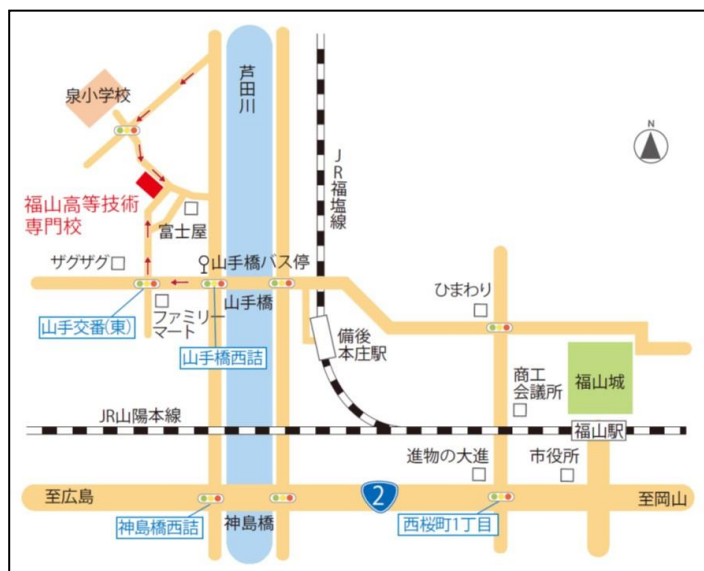 泉小学校
芦田川
N
JR福塩線
福山高等技術
専門校
富士屋
ザグザグ
山手橋バス停
山手橋
ひまわり
山手交番(東)
ファミリー
マート
山手橋西詰
備後
本庄駅
商工
会議所
福山城
JR山陽本線
福山駅
進物の大進
市役所
至広島
2
至岡山
神島橋西詰
神島橋
西桜町1丁目